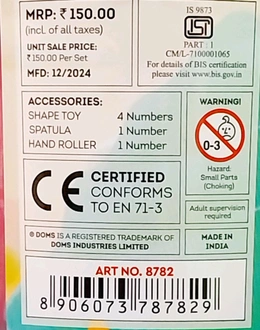 MRP: ₹ 150.00
(incl. of all taxes)
UNIT SALE PRICE:
₹ 150.00 Per Set
MFD: 12/2024
IS 9873
ISI
PART : 1
CM/L-7100001065
For details of BIS certification
please visit www.bis.gov.in
ACCESSORIES:
SHAPE TOY 4 Numbers
SPATULA 1 Number
HAND ROLLER 1 Number
WARNING!
0-3
Hazard:
Small Parts
(Choking)
CE CERTIFIED
CONFORMS
TO EN 71-3
Adult supervision
required
® DOMS IS A REGISTERED TRADEMARK OF
DOMS INDUSTRIES LIMITED
MADE IN
INDIA
ART NO. 8782
8 906073 787829